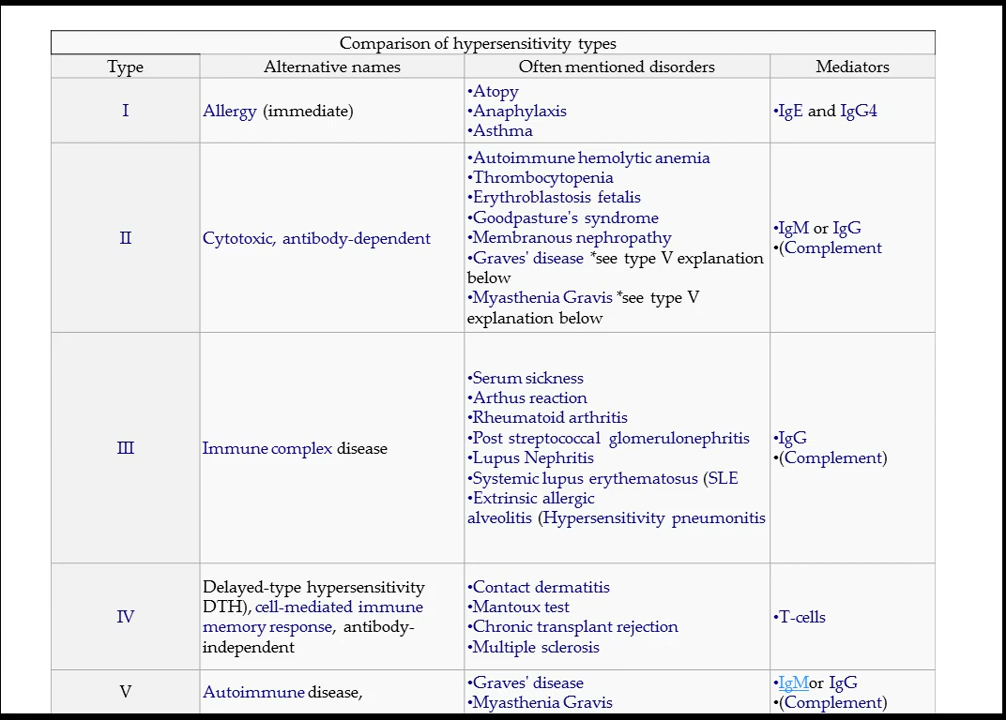 Comparison of hypersensitivity types
Type Alternative names Often mentioned disorders Mediators
I
Allergy (immediate)
•Atopy
•Anaphylaxis
•Asthma
•IgE and IgG4
II
Cytotoxic, antibody-dependent
•Autoimmune hemolytic anemia
•Thrombocytopenia
•Erythroblastosis fetalis
•Goodpasture's syndrome
•Membranous nephropathy
•Graves' disease *see type V explanation
below
•Myasthenia Gravis *see type V
explanation below
•IgM or IgG
•(Complement
III
Immune complex disease
•Serum sickness
•Arthus reaction
•Rheumatoid arthritis
•Post streptococcal glomerulonephritis
•Lupus Nephritis
•Systemic lupus erythematosus (SLE
•Extrinsic allergic
alveolitis (Hypersensitivity pneumonitis
•IgG
•(Complement)
IV
Delayed-type hypersensitivity
DTH), cell-mediated immune
memory response, antibody-
independent
•Contact dermatitis
•Mantoux test
•Chronic transplant rejection
•Multiple sclerosis
•T-cells
V
Autoimmune disease,
•Graves' disease
•Myasthenia Gravis
•IgMor IgG
•(Complement)